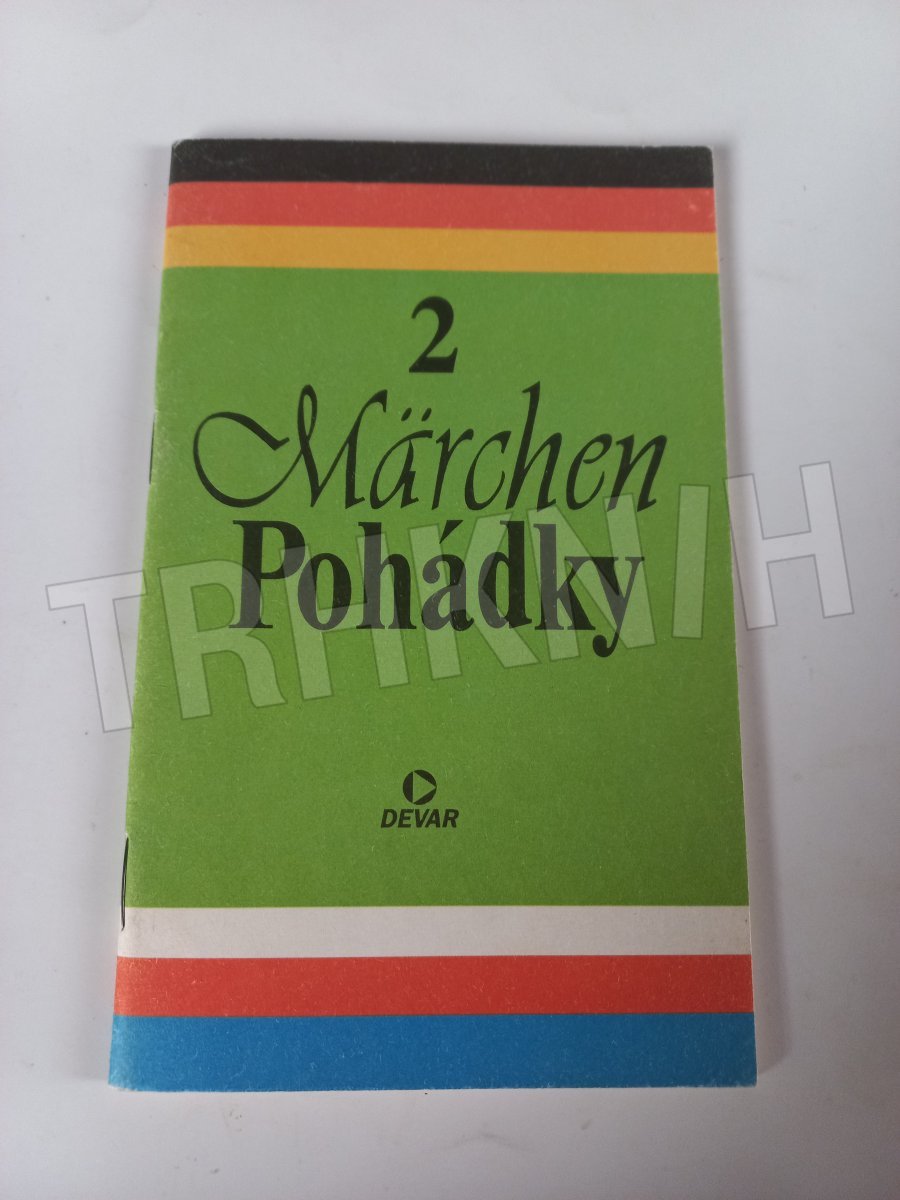 2
Märchen
Pohádky
TRHKNIH
DEVAR